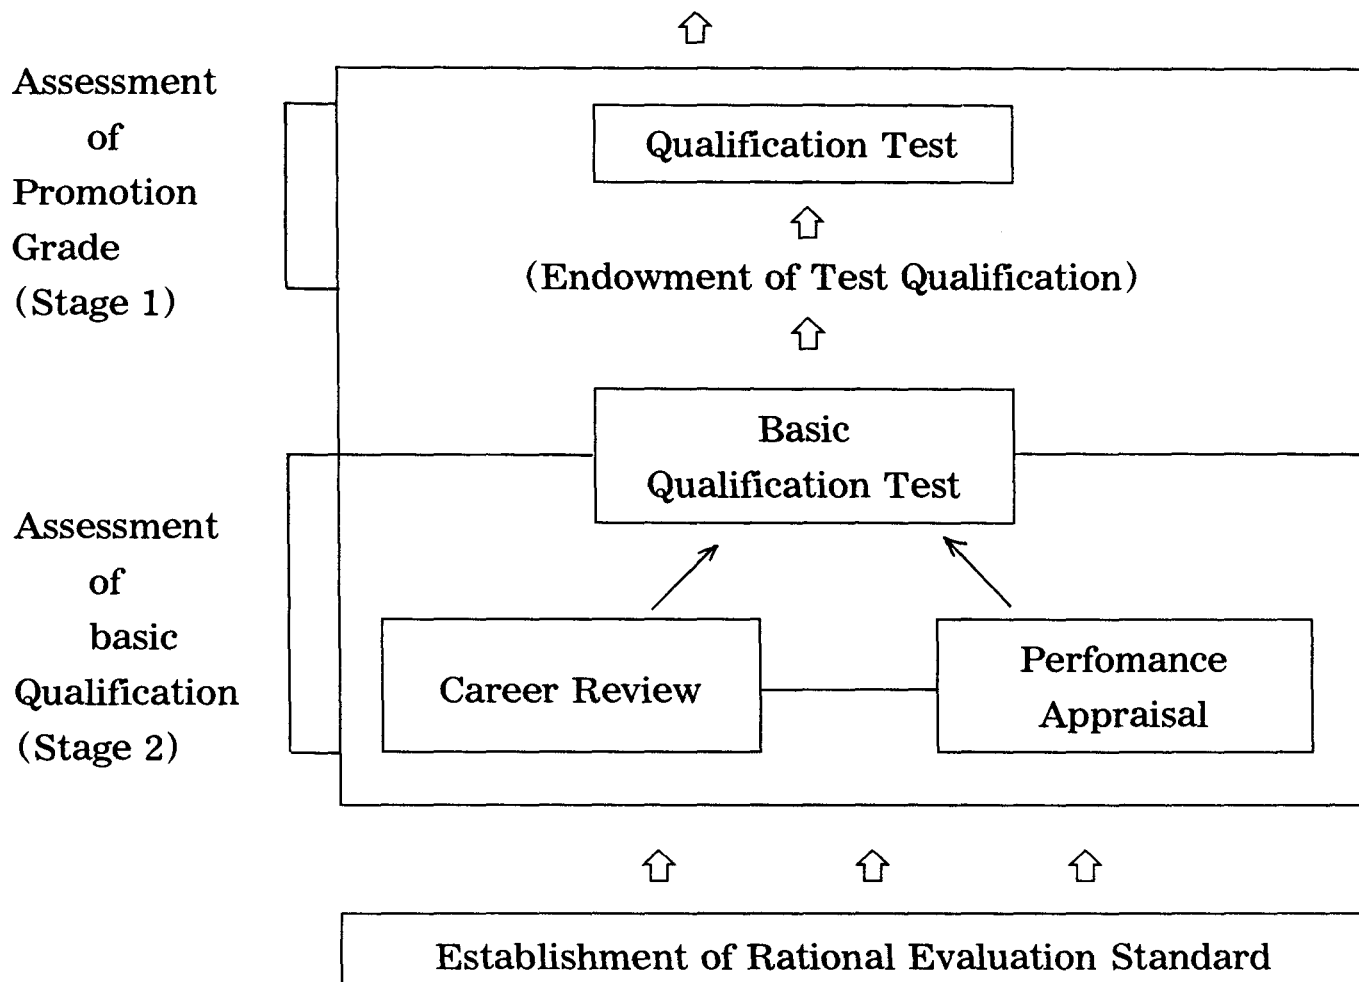 Assessment
of
Promotion
Grade
(Stage 1)
Qualification Test
(Endowment of Test Qualification)
Basic
Qualification Test
Assessment
of
basic
Qualification
(Stage 2)
Career Review
Perfomance
Appraisal
Establishment of Rational Evaluation Standard